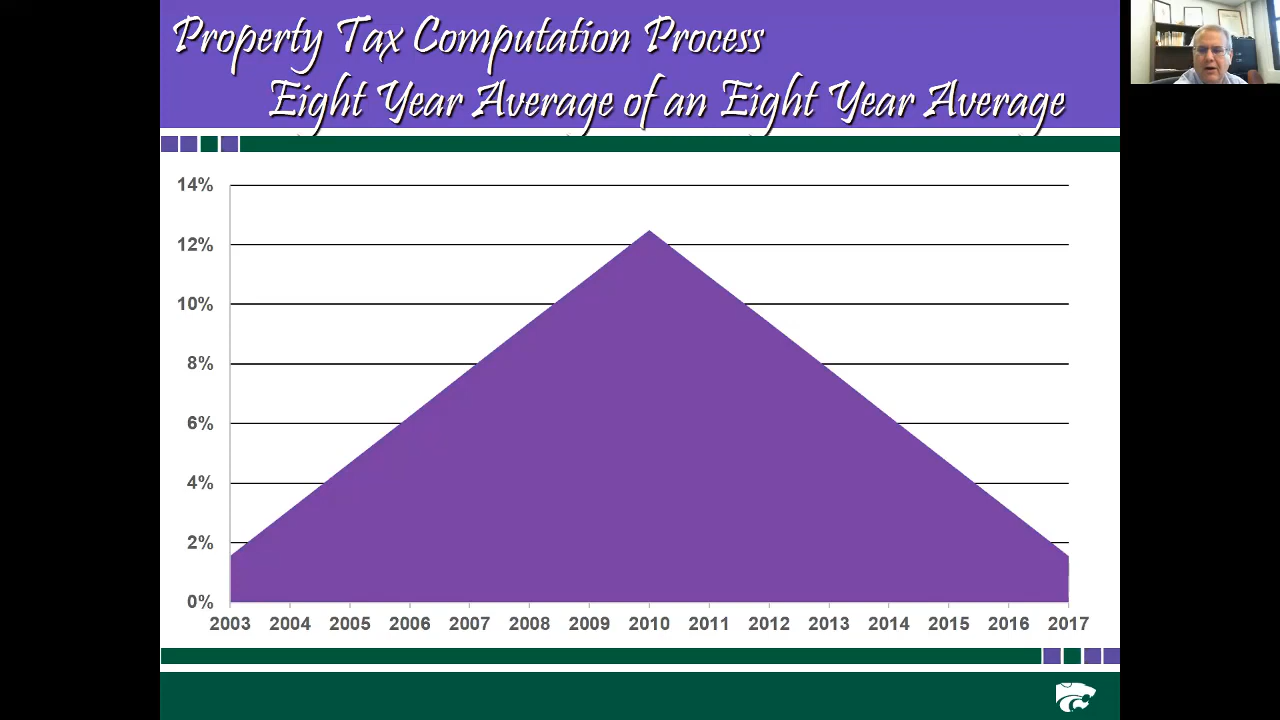 Property Tax Computation Process
Eight Year Average of an Eight Year Average
14%
12%
10%
8%
6%
4%
2%
0%
2003 2004 2005 2006 2007 2008 2009 2010 2011 2012 2013 2014 2015 2016 2017